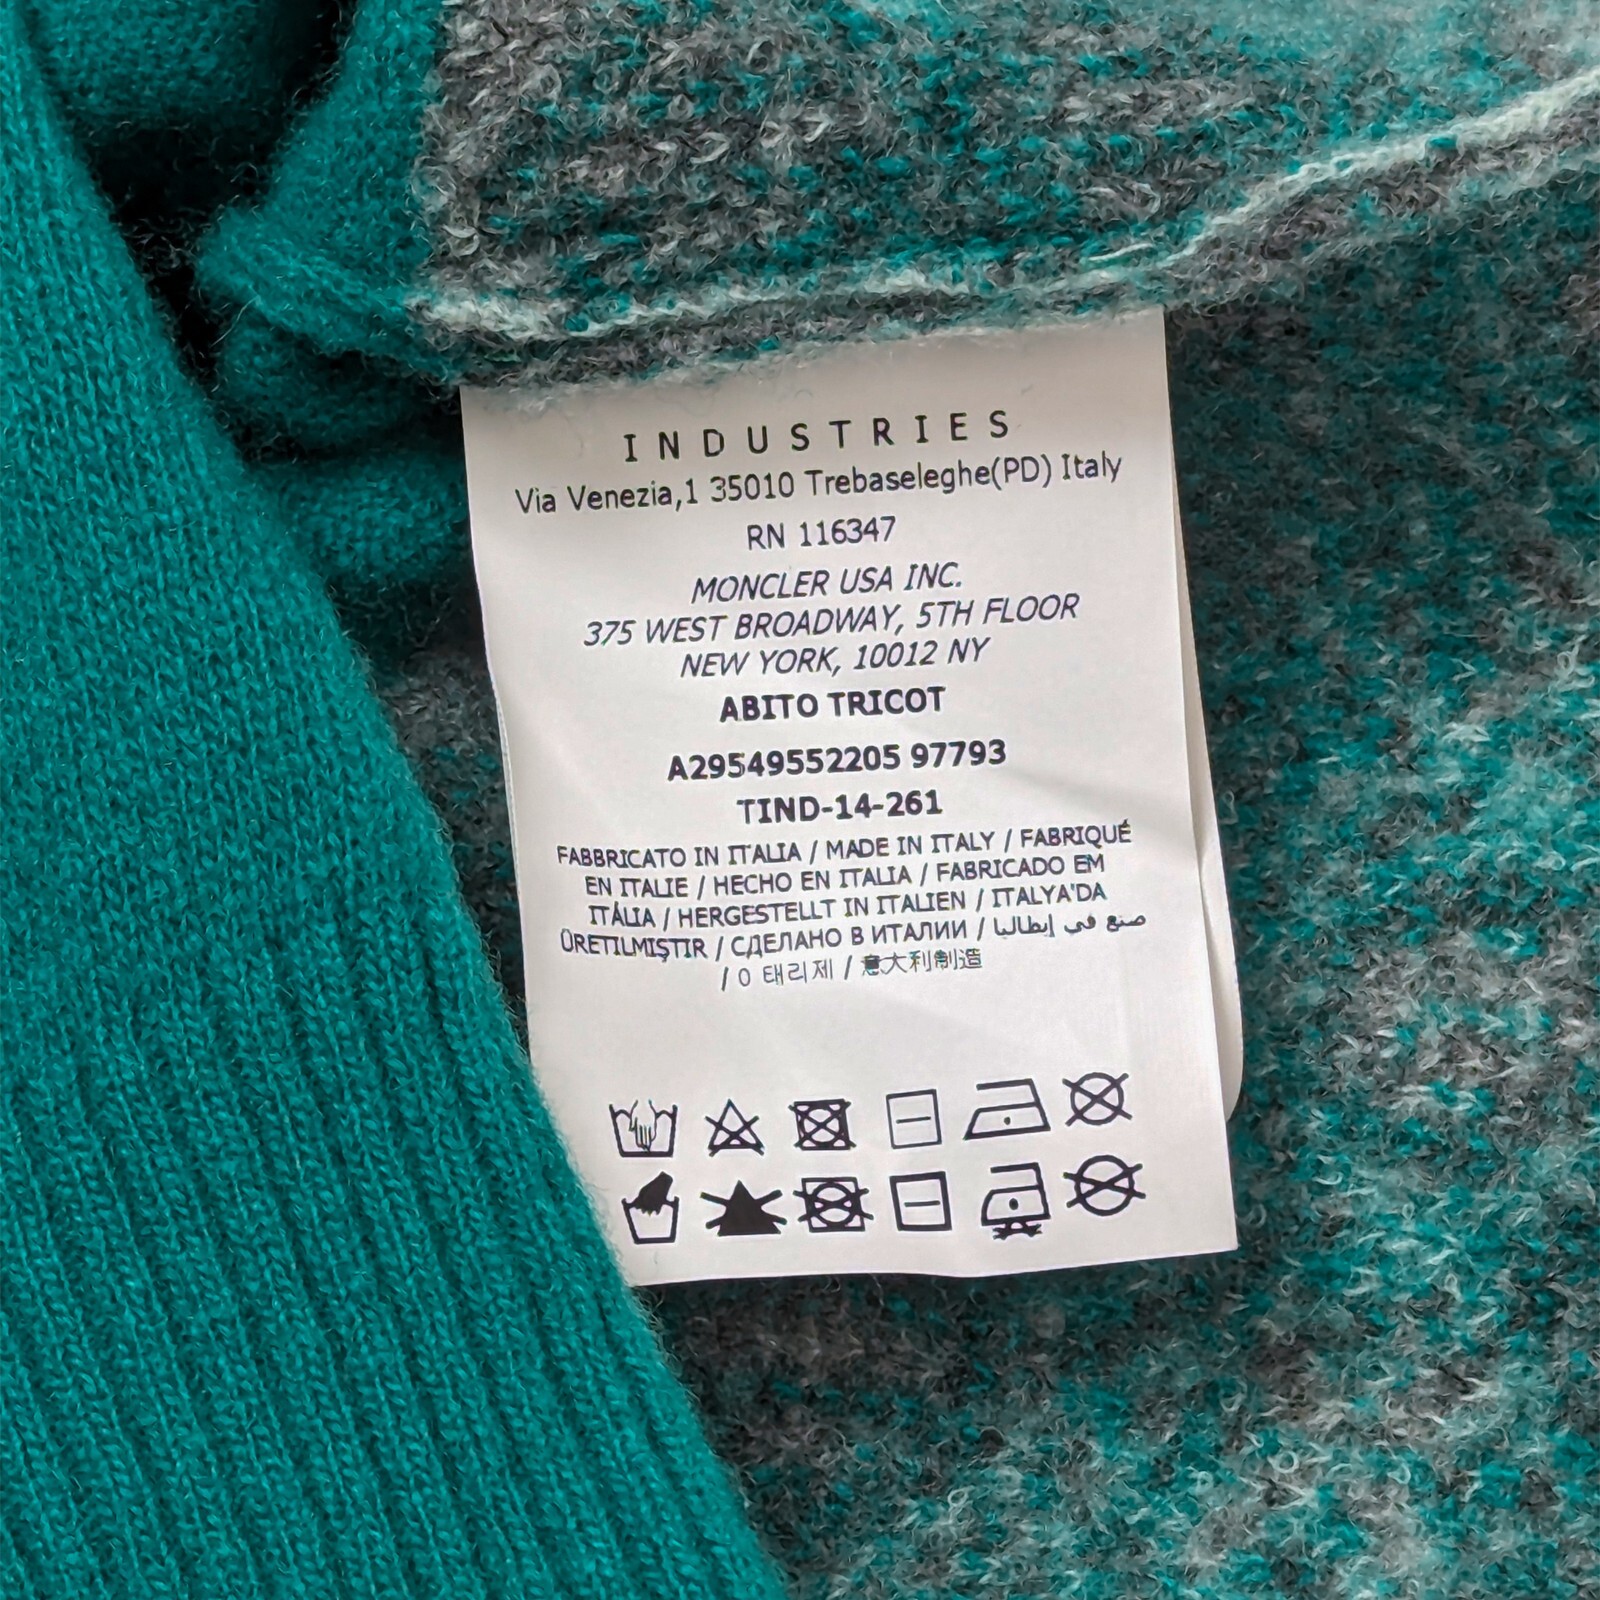 INDUSTRIES
Via Venezia,1 35010 Trebaseleghe(PD) Italy
RN 116347
MONCLER USA INC.
375 WEST BROADWAY, 5TH FLOOR
NEW YORK, 10012 NY
ABITO TRICOT
A29549552205 97793
TIND-14-261
FABBRICATO IN ITALIA / MADE IN ITALY / FABRIQUÉ
EN ITALIE / HECHO EN ITALIA / FABRICADO EM
ITÁLIA / HERGESTELLT IN ITALIEN / ITALYA'DA
ÜRETILMIŞTIR / СДЕЛАНО В ИТАЛИИ / صنع في إيطاليا
/ 0 태리제 / 意大利制造